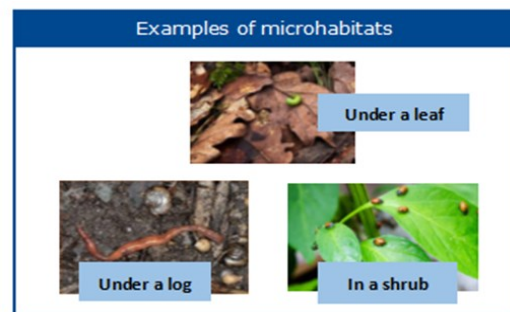 Examples of microhabitats
Under a leaf
Under a log
In a shrub